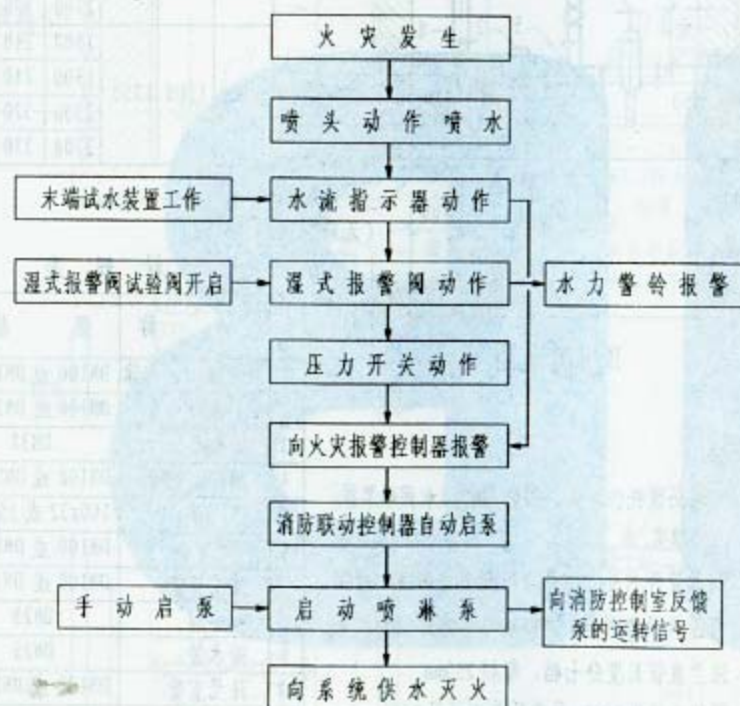 火灾发生
喷头动作喷水
末端试水装置工作
水流指示器动作
湿式报警阀试验阀开启
湿式报警阀动作
水力警铃报警
压力开关动作
向火灾报警控制器报警
消防联动控制器自动启泵
手动启泵
启动喷淋泵
向消防控制室反馈
泵的运转信号
向系统供水灭火